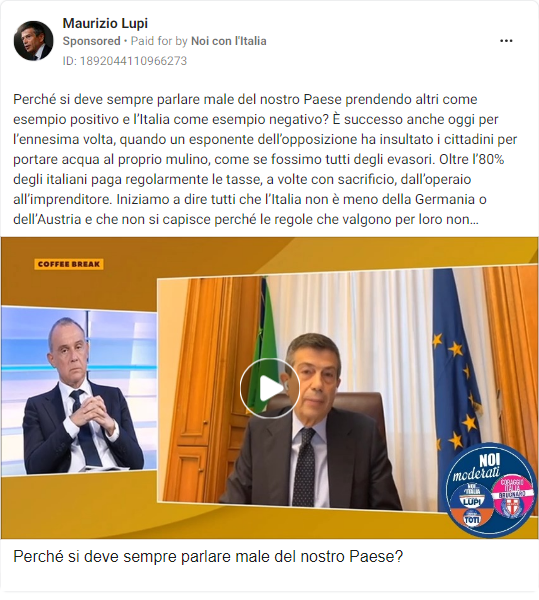 Maurizio Lupi
Sponsored • Paid for by Noi con l'Italia
ID: 1892044110966273
Perché si deve sempre parlare male del nostro Paese prendendo altri come
esempio positivo e l’Italia come esempio negativo? È successo anche oggi per
l’ennesima volta, quando un esponente dell’opposizione ha insultato i cittadini per
portare acqua al proprio mulino, come se fossimo tutti degli evasori. Oltre l’80%
degli italiani paga regolarmente le tasse, a volte con sacrificio, dall’operaio
all’imprenditore. Iniziamo a dire tutti che l’Italia non è meno della Germania o
dell’Austria e che non si capisce perché le regole che valgono per loro non...
COFFEE BREAK
NOI
moderati
NOI
L'ITALIA
LUPI
TOTI
CORAGGIO
ITALIA
BRUGNARO
Perché si deve sempre parlare male del nostro Paese?